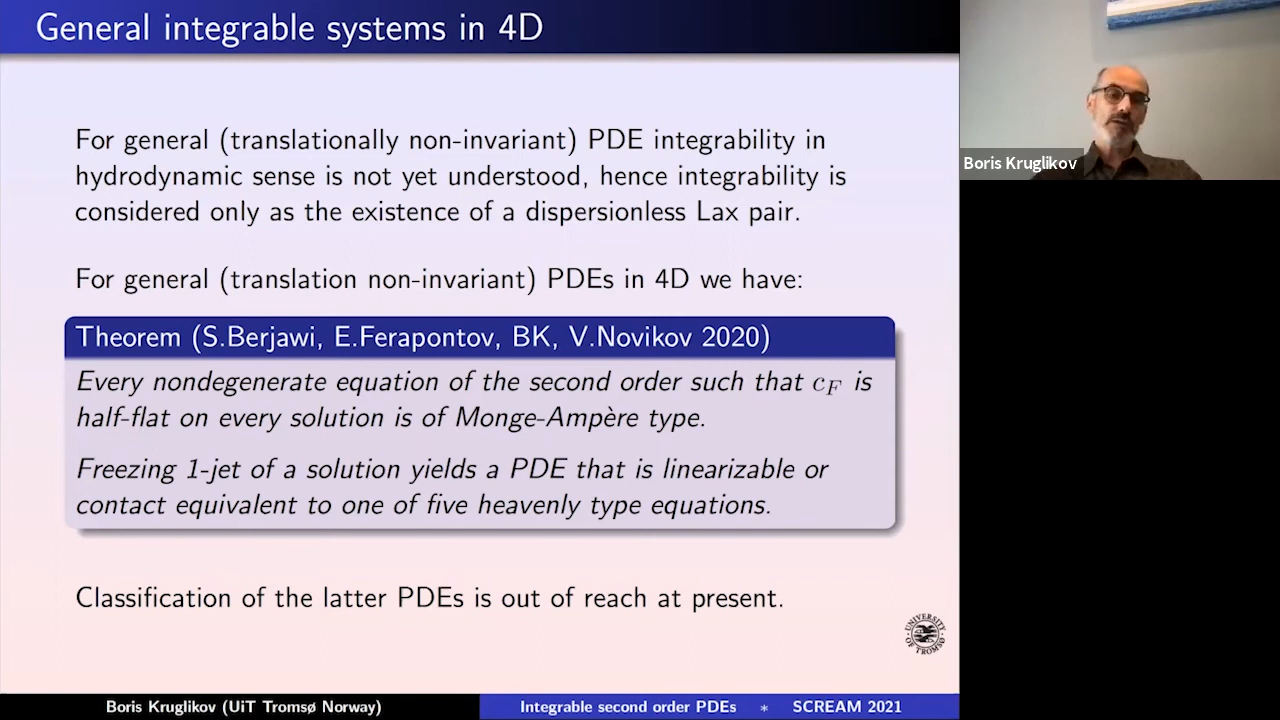 General integrable systems in 4D
For general (translationally non-invariant) PDE integrability in
hydrodynamic sense is not yet understood, hence integrability is
considered only as the existence of a dispersionless Lax pair.
For general (translation non-invariant) PDEs in 4D we have:
Theorem (S.Berjawi, E.Ferapontov, BK, V.Novikov 2020)
Every nondegenerate equation of the second order such that c_F is
half-flat on every solution is of Monge-Ampère type.
Freezing 1-jet of a solution yields a PDE that is linearizable or
contact equivalent to one of five heavenly type equations.
Classification of the latter PDEs is out of reach at present.
UNIVERSITY OF TROMSØ
Boris Kruglikov (UiT Tromsø Norway)
Integrable second order PDEs * SCREAM 2021
Boris Kruglikov